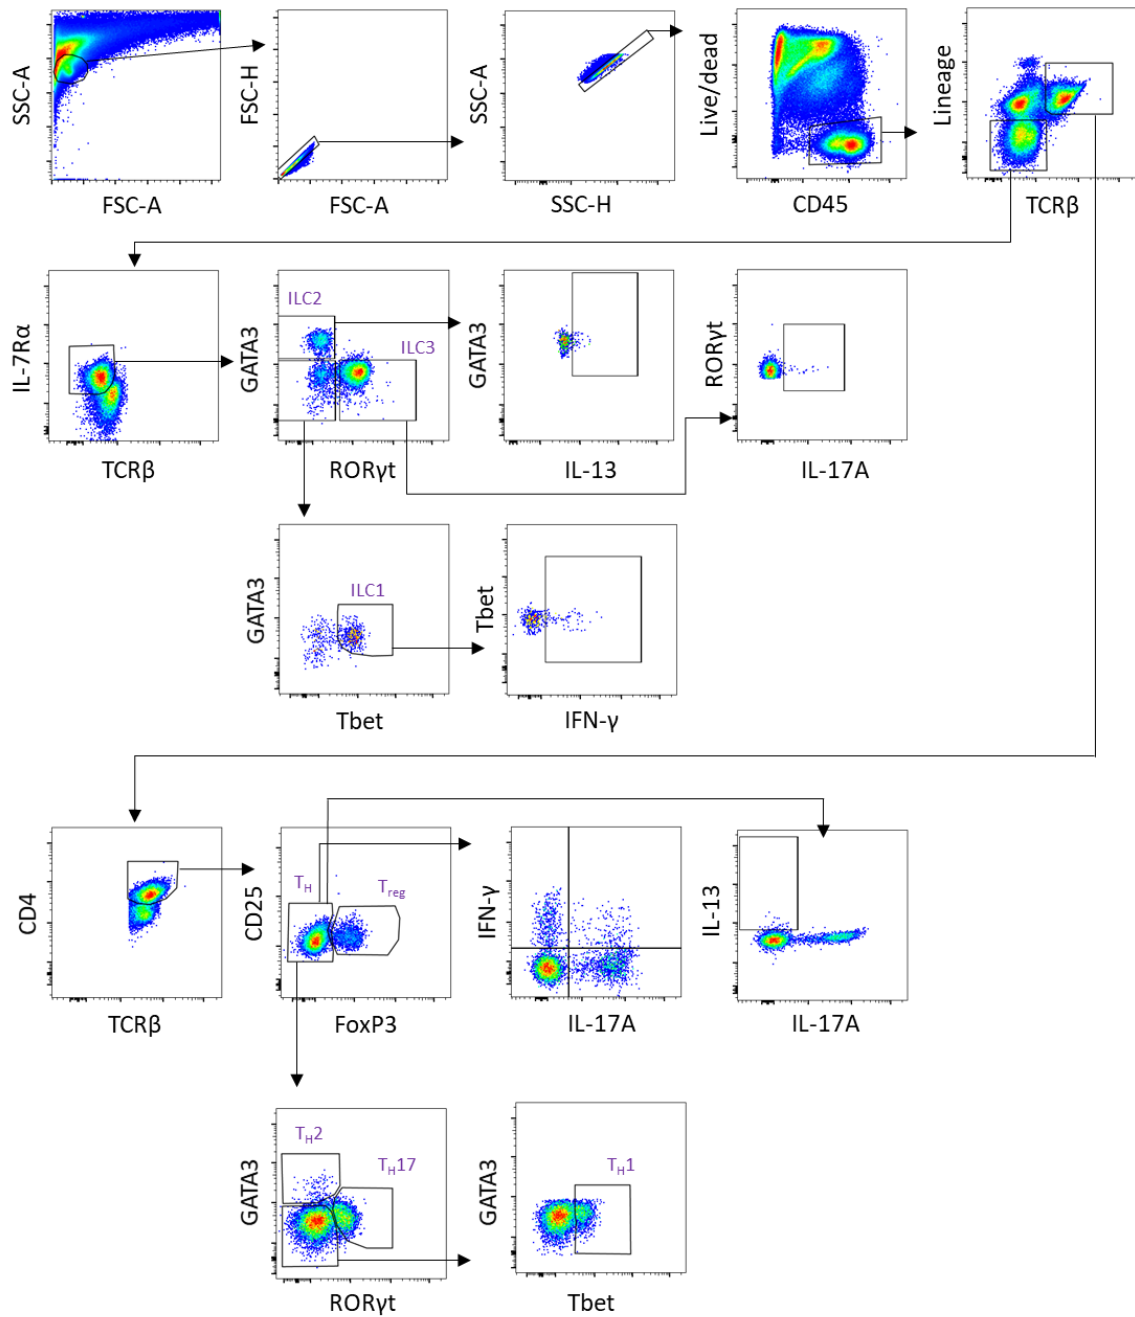 SSC-A
FSC-A
FSC-H
FSC-A
SSC-A
SSC-H
Live/dead
CD45
Lineage
TCRβ
IL-7Rα
TCRβ
GATA3
ILC2
ILC3
RORγt
GATA3
IL-13
RORγt
IL-17A
GATA3
ILC1
Tbet
Tbet
IFN-γ
CD4
TCRβ
CD25
TH
Treg
FoxP3
IFN-γ
IL-17A
IL-13
IL-17A
GATA3
TH2
TH17
RORγt
GATA3
TH1
Tbet